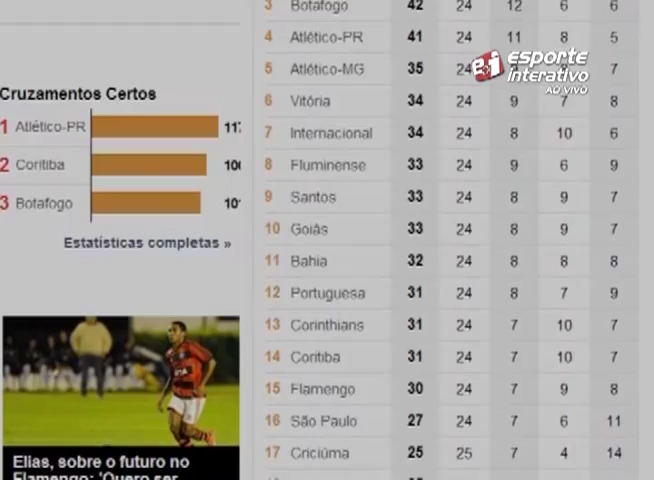 3 Botafogo 42 24 12 6 6
4 Atlético-PR 41 24 11 8 5
5 Atlético-MG 35 24 7
esporte
interativo
AO VIVO
Cruzamentos Certos
1 Atlético-PR
2 Coritiba
3 Botafogo
Estatísticas completas »
6 Vitória 34 24 9 7 8
7 Internacional 34 24 8 10 6
8 Fluminense 33 24 9 6 9
9 Santos 33 24 8 9 7
10 Goiás 33 24 8 9 7
11 Bahia 32 24 8 8 8
12 Portuguesa 31 24 8 7 9
13 Corinthians 31 24 7 10 7
14 Coritiba 31 24 7 10 7
15 Flamengo 30 24 7 9 8
16 São Paulo 27 24 7 6 11
17 Criciúma 25 25 7 4 14
Elias, sobre o futuro no
Flamengo: 'Quero ser